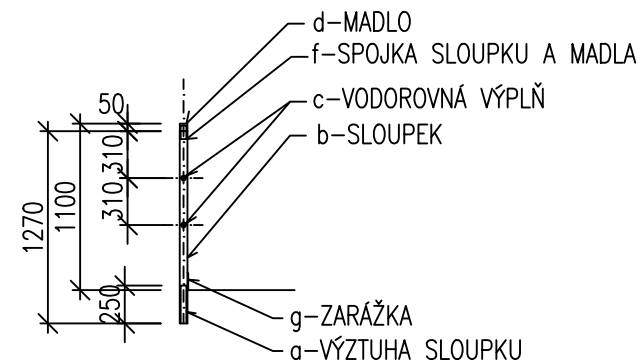 d-MADLO
f-SPOJKA SLOUPKU A MADLA
c-VODOROVNÁ VÝPLŇ
b-SLOUPEK
50
310
310
1100
1270
250
g-ZARÁŽKA
a-VÝZTUHA SLOUPKU